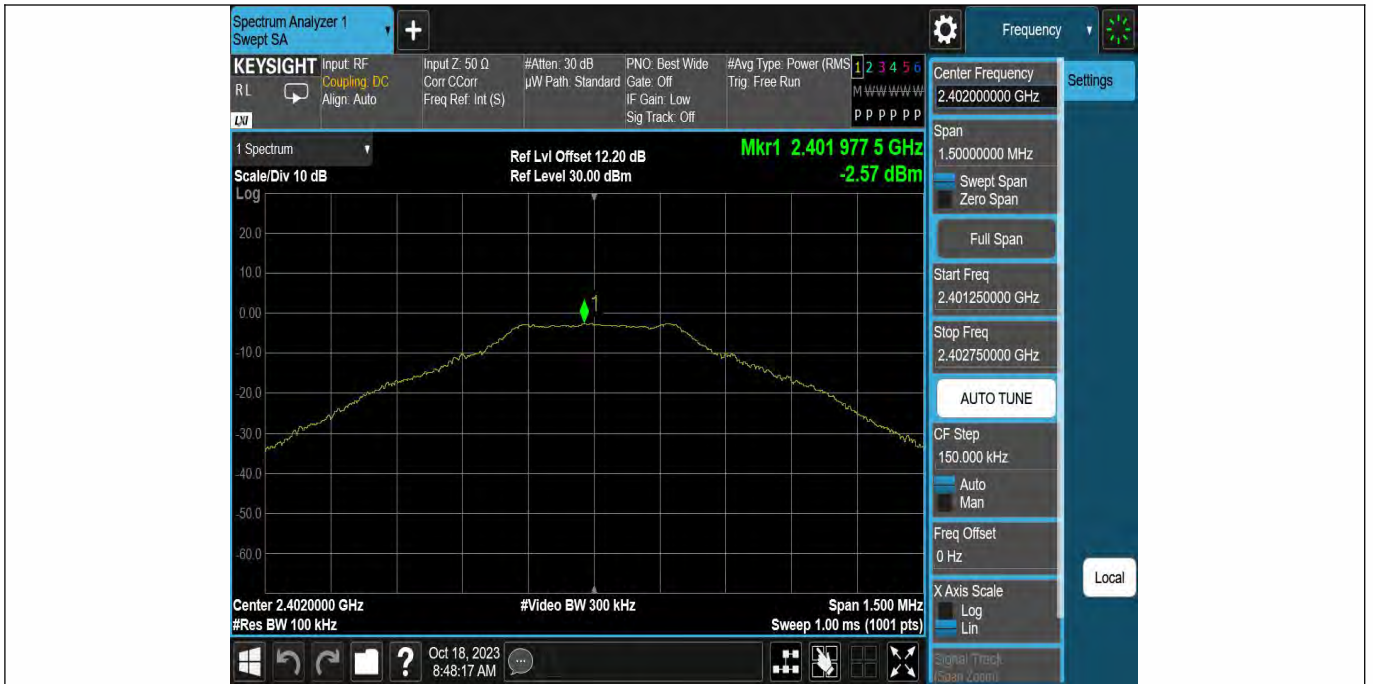 Spectrum Analyzer 1
Swept SA
Frequency
KEYSIGHT
RL
LXI
Input: RF
Coupling: DC
Align: Auto
Input Z: 50 Ω
Corr CCorr
Freq Ref: Int (S)
#Atten: 30 dB
µW Path: Standard
PNO: Best Wide
Gate: Off
IF Gain: Low
Sig Track: Off
#Avg Type: Power (RMS
Trig: Free Run
1 2 3 4 5 6
M W W W W W
P P P P P P
1 Spectrum
Scale/Div 10 dB
Log
Ref Lvl Offset 12.20 dB
Ref Level 30.00 dBm
Mkr1 2.401 977 5 GHz
-2.57 dBm
1
20.0
10.0
0.00
-10.0
-20.0
-30.0
-40.0
-50.0
-60.0
Center 2.4020000 GHz
#Res BW 100 kHz
#Video BW 300 kHz
Span 1.500 MHz
Sweep 1.00 ms (1001 pts)
Center Frequency
2.402000000 GHz
Settings
Span
1.50000000 MHz
Swept Span
Zero Span
Full Span
Start Freq
2.401250000 GHz
Stop Freq
2.402750000 GHz
AUTO TUNE
CF Step
150.000 kHz
Auto
Man
Freq Offset
0 Hz
X Axis Scale
Log
Lin
Signal Track
(Span Zoom)
Local
?
Oct 18, 2023
8:48:17 AM